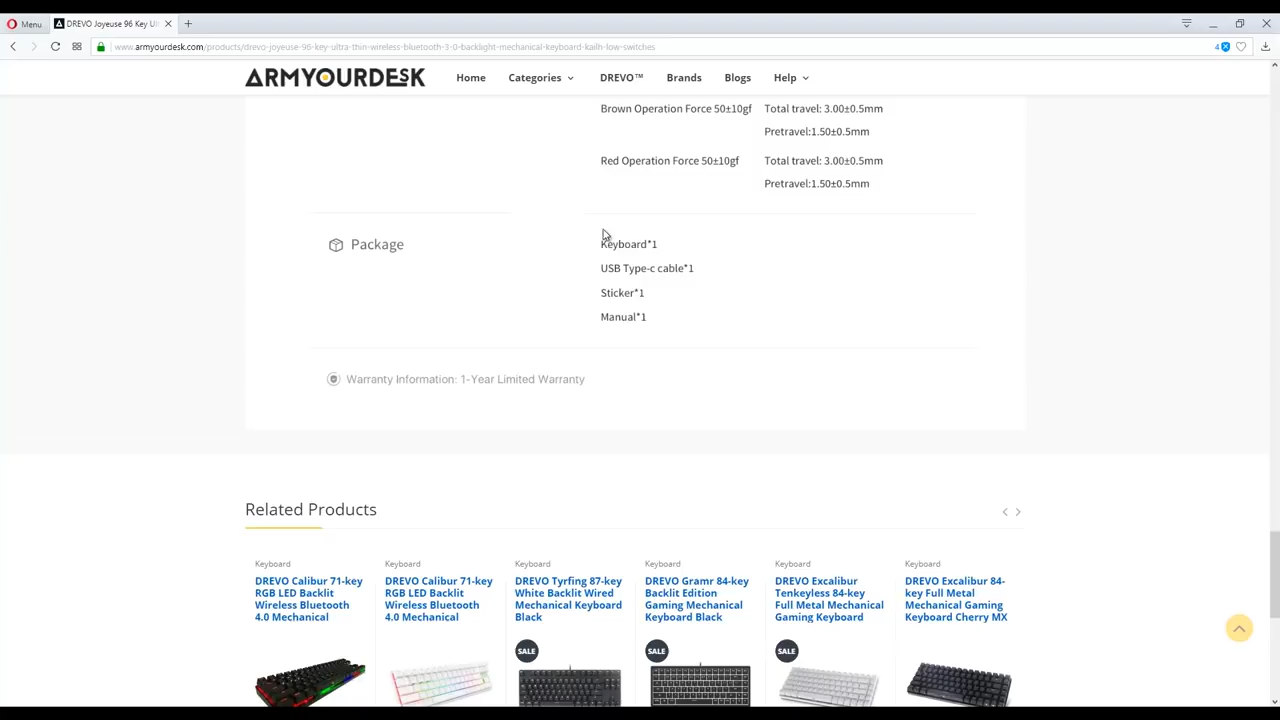 Menu
DREVO Joyeuse 96 Key Ult
www.armyourdesk.com/products/drevo-joyeuse-96-key-ultra-thin-wireless-bluetooth-3-0-backlight-mechanical-keyboard-kailh-low-switches
4
ARMYOURDESK
Home
Categories
DREVO™
Brands
Blogs
Help
Brown Operation Force 50±10gf
Total travel: 3.00±0.5mm
Pretravel:1.50±0.5mm
Red Operation Force 50±10gf
Total travel: 3.00±0.5mm
Pretravel:1.50±0.5mm
Package
Keyboard*1
USB Type-c cable*1
Sticker*1
Manual*1
Warranty Information: 1-Year Limited Warranty
Related Products
Keyboard
DREVO Calibur 71-key
RGB LED Backlit
Wireless Bluetooth
4.0 Mechanical
Keyboard
DREVO Calibur 71-key
RGB LED Backlit
Wireless Bluetooth
4.0 Mechanical
Keyboard
DREVO Tyrfing 87-key
White Backlit Wired
Mechanical Keyboard
Black
SALE
Keyboard
DREVO Gramr 84-key
Backlit Edition
Gaming Mechanical
Keyboard Black
SALE
Keyboard
DREVO Excalibur
Tenkeyless 84-key
Full Metal Mechanical
Gaming Keyboard
SALE
Keyboard
DREVO Excalibur 84-
key Full Metal
Mechanical Gaming
Keyboard Cherry MX